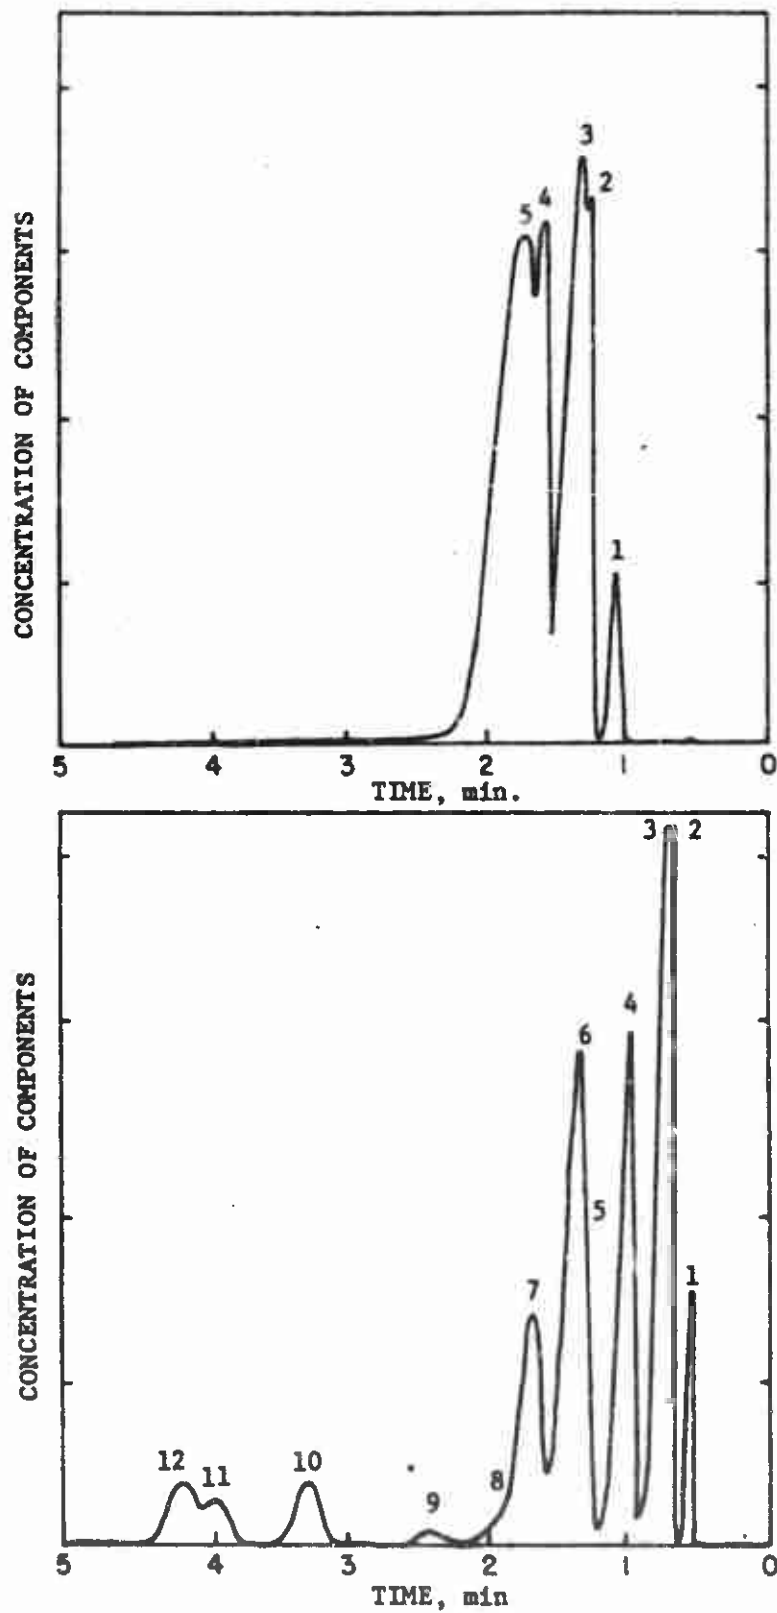 3
2
5 4
1
CONCENTRATION OF COMPONENTS
5 4 3 2 1 0
TIME, min.
3 2
4
6
5
1
7
12 11 10
9
8
CONCENTRATION OF COMPONENTS
5 4 3 2 1 0
TIME, min